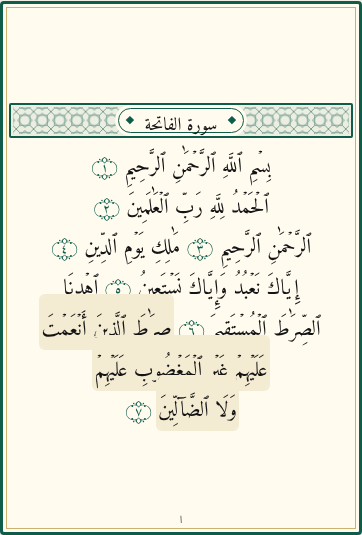 سورة الفاتحة
بِسْمِ ٱللَّهِ ٱلرَّحْمَٰنِ ٱلرَّحِيمِ ١
ٱلْحَمْدُ لِلَّهِ رَبِّ ٱلْعَٰلَمِينَ ٢
ٱلرَّحْمَٰنِ ٱلرَّحِيمِ ٣ مَٰلِكِ يَوْمِ ٱلدِّينِ ٤
إِيَّاكَ نَعْبُدُ وَإِيَّاكَ نَسْتَعِينُ ٥ ٱهْدِنَا
ٱلصِّرَٰطَ ٱلْمُسْتَقِيمَ ٦ صِرَٰطَ ٱلَّذِينَ أَنْعَمْتَ
عَلَيْهِمْ غَيْرِ ٱلْمَغْضُوبِ عَلَيْهِمْ
وَلَا ٱلضَّآلِّينَ ٧
١